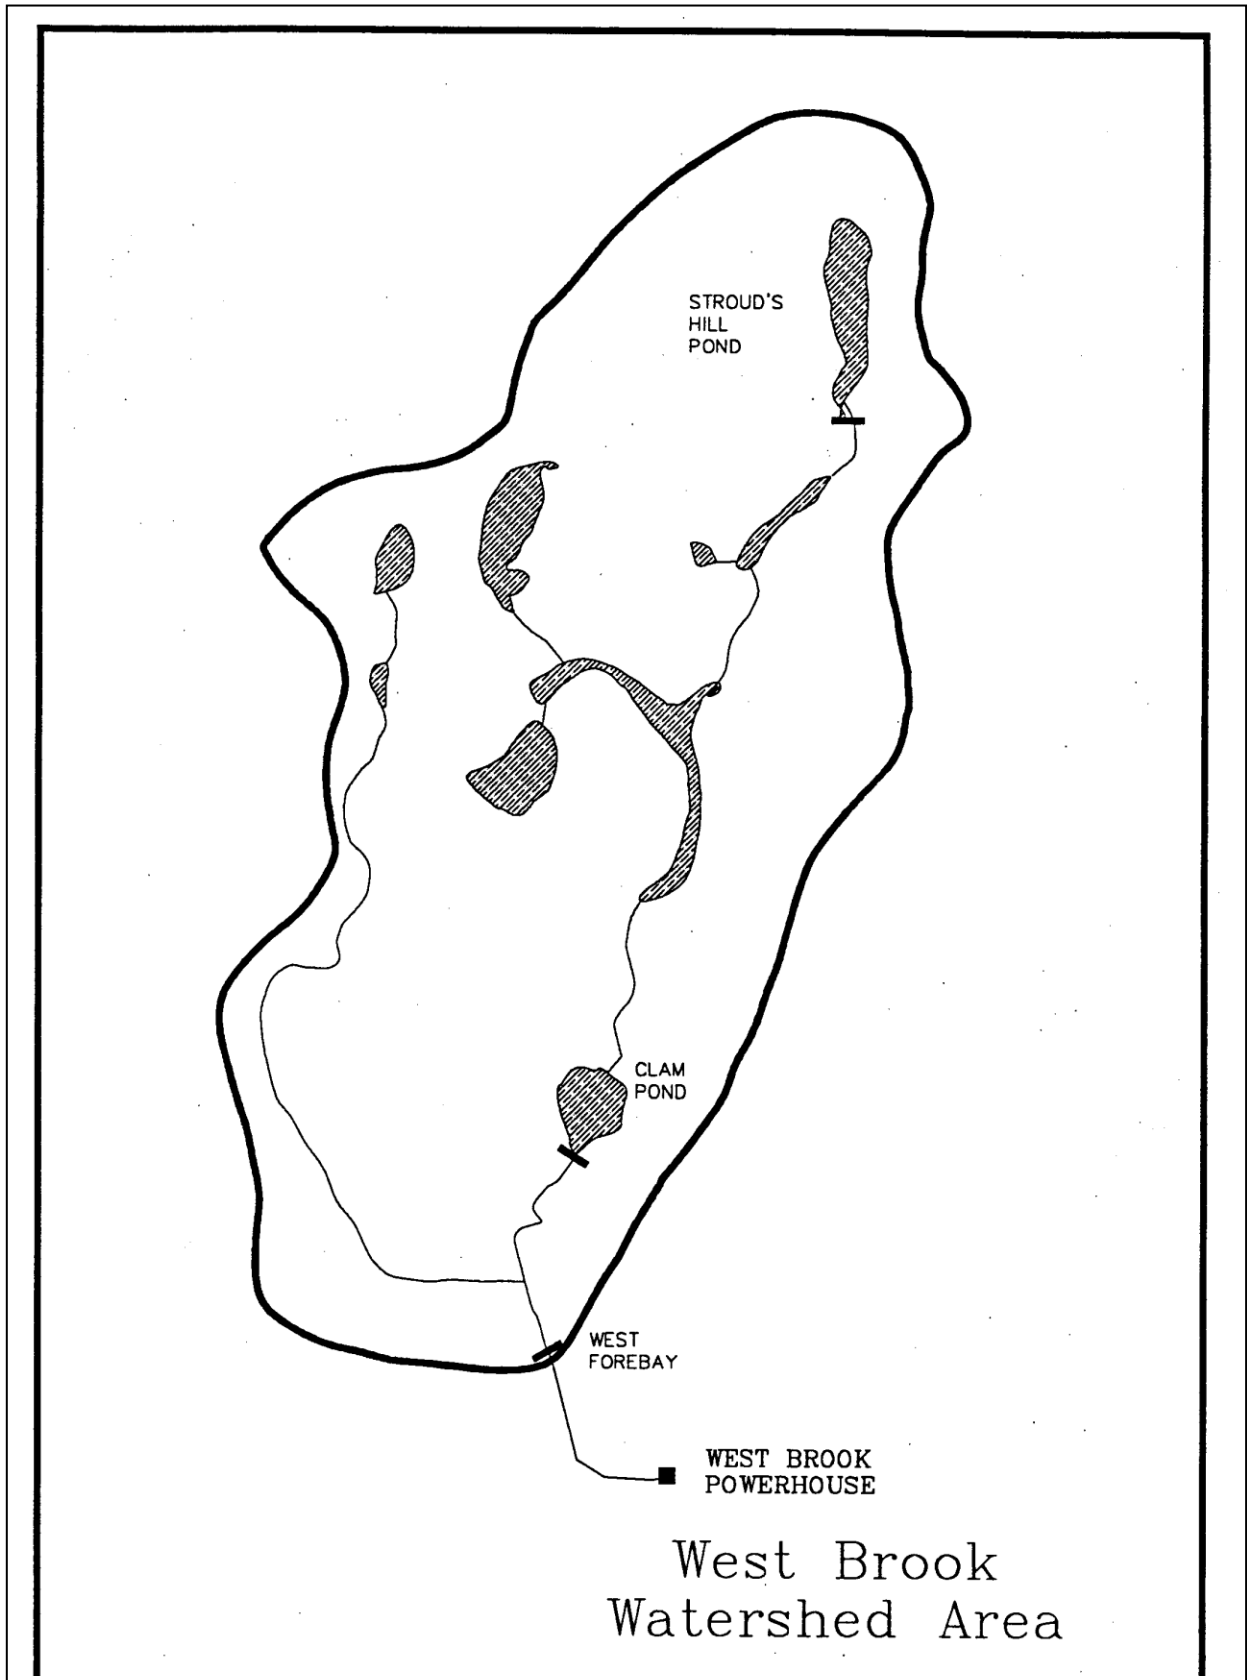 STROUD'S
HILL
POND
CLAM
POND
WEST
FOREBAY
WEST BROOK
POWERHOUSE
West Brook
Watershed Area